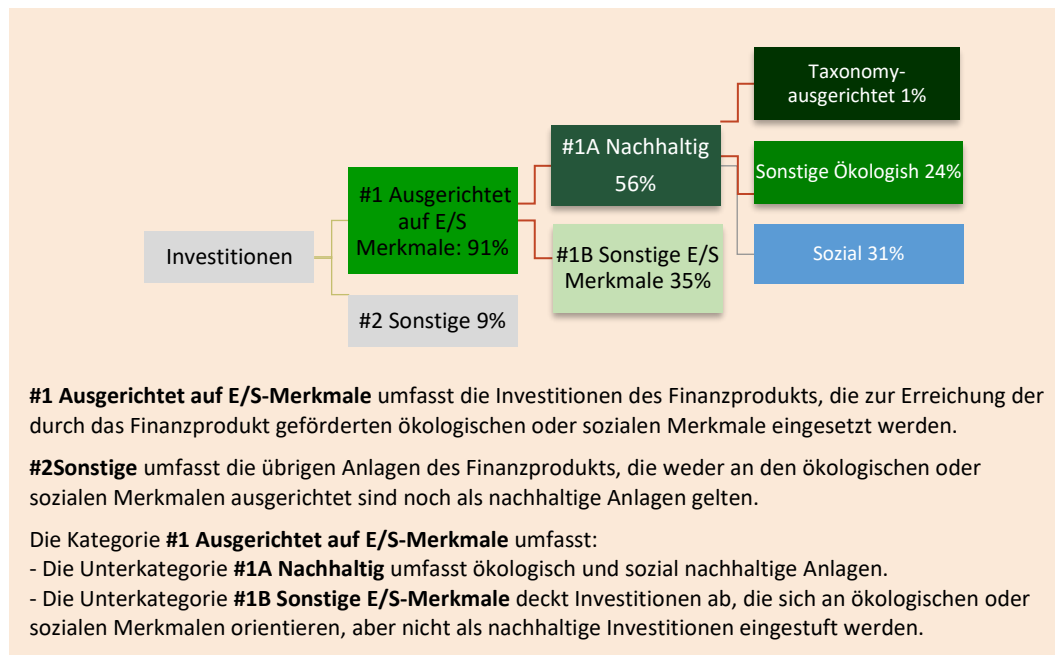 Taxonomy-
ausgerichtet 1%
#1A Nachhaltig
56%
Sonstige Ökologish 24%
#1 Ausgerichtet
auf E/S
Merkmale: 91%
Investitionen
#1B Sonstige E/S
Merkmale 35%
Sozial 31%
#2 Sonstige 9%
#1 Ausgerichtet auf E/S-Merkmale umfasst die Investitionen des Finanzprodukts, die zur Erreichung der
durch das Finanzprodukt geförderten ökologischen oder sozialen Merkmale eingesetzt werden.
#2Sonstige umfasst die übrigen Anlagen des Finanzprodukts, die weder an den ökologischen oder
sozialen Merkmalen ausgerichtet sind noch als nachhaltige Anlagen gelten.
Die Kategorie #1 Ausgerichtet auf E/S-Merkmale umfasst:
- Die Unterkategorie #1A Nachhaltig umfasst ökologisch und sozial nachhaltige Anlagen.
- Die Unterkategorie #1B Sonstige E/S-Merkmale deckt Investitionen ab, die sich an ökologischen oder
sozialen Merkmalen orientieren, aber nicht als nachhaltige Investitionen eingestuft werden.